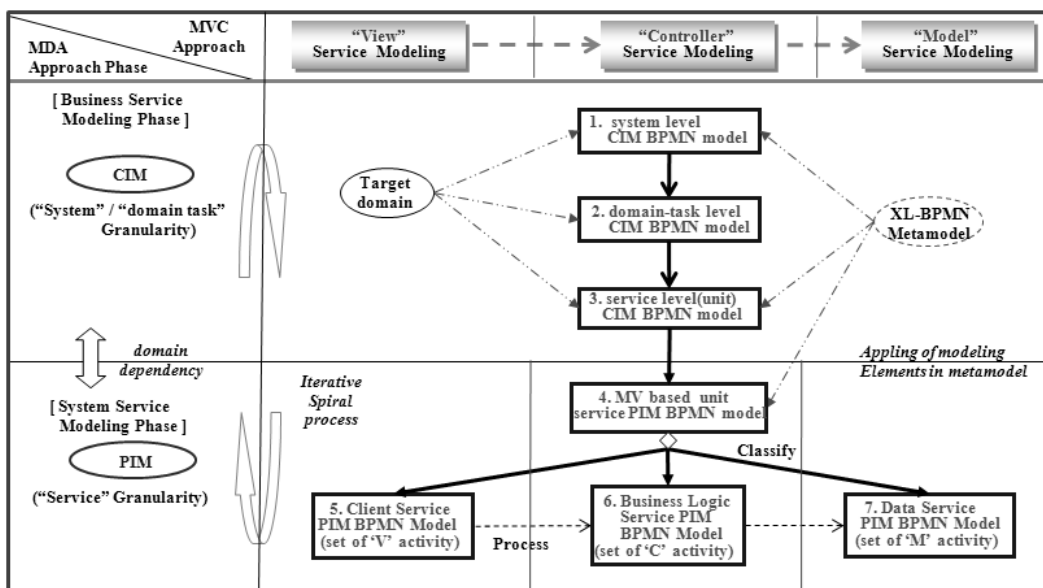 MVC
Approach
MDA
Approach Phase
“View”
Service Modeling
“Controller”
Service Modeling
“Model”
Service Modeling
[ Business Service
Modeling Phase ]
CIM
(“System” / “domain task”
Granularity)
Target
domain
1. system level
CIM BPMN model
2. domain-task level
CIM BPMN model
3. service level(unit)
CIM BPMN model
XL-BPMN
Metamodel
domain
dependency
Appling of modeling
Elements in metamodel
[ System Service
Modeling Phase ]
PIM
(“Service” Granularity)
Iterative
Spiral
process
4. MV based unit
service PIM BPMN model
Classify
5. Client Service
PIM BPMN Model
(set of ‘V’ activity)
Process
6. Business Logic
Service PIM
BPMN Model
(set of ‘C’ activity)
7. Data Service
PIM BPMN Model
(set of ‘M’ activity)